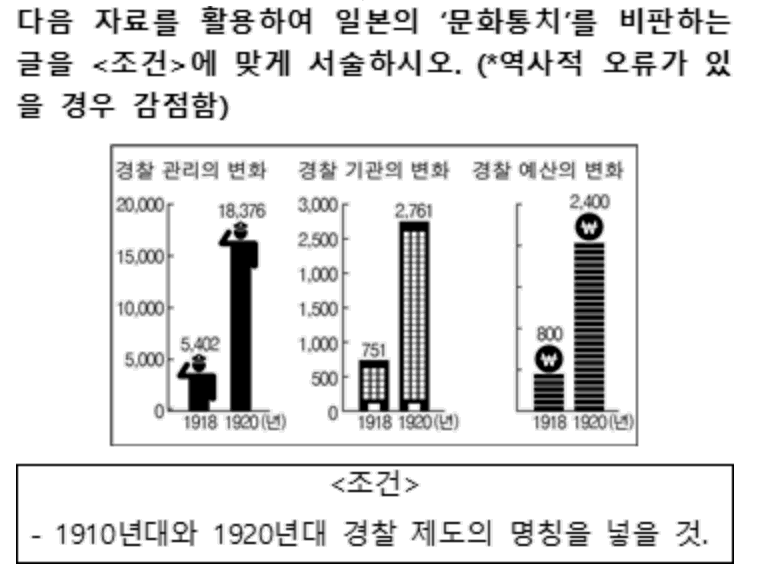 다음 자료를 활용하여 일본의 ‘문화통치’를 비판하는
글을 <조건>에 맞게 서술하시오. (*역사적 오류가 있
을 경우 감점함)
경찰 관리의 변화 경찰 기관의 변화 경찰 예산의 변화
20,000
18,376
15,000
10,000
5,402
5,000
0
1918 1920(년)
3,000
2,761
2,500
1,000
1,500
1,000
751
500
0
1918 1920(년)
2,400
₩
800
₩
1918 1920(년)
<조건>
- 1910년대와 1920년대 경찰 제도의 명칭을 넣을 것.